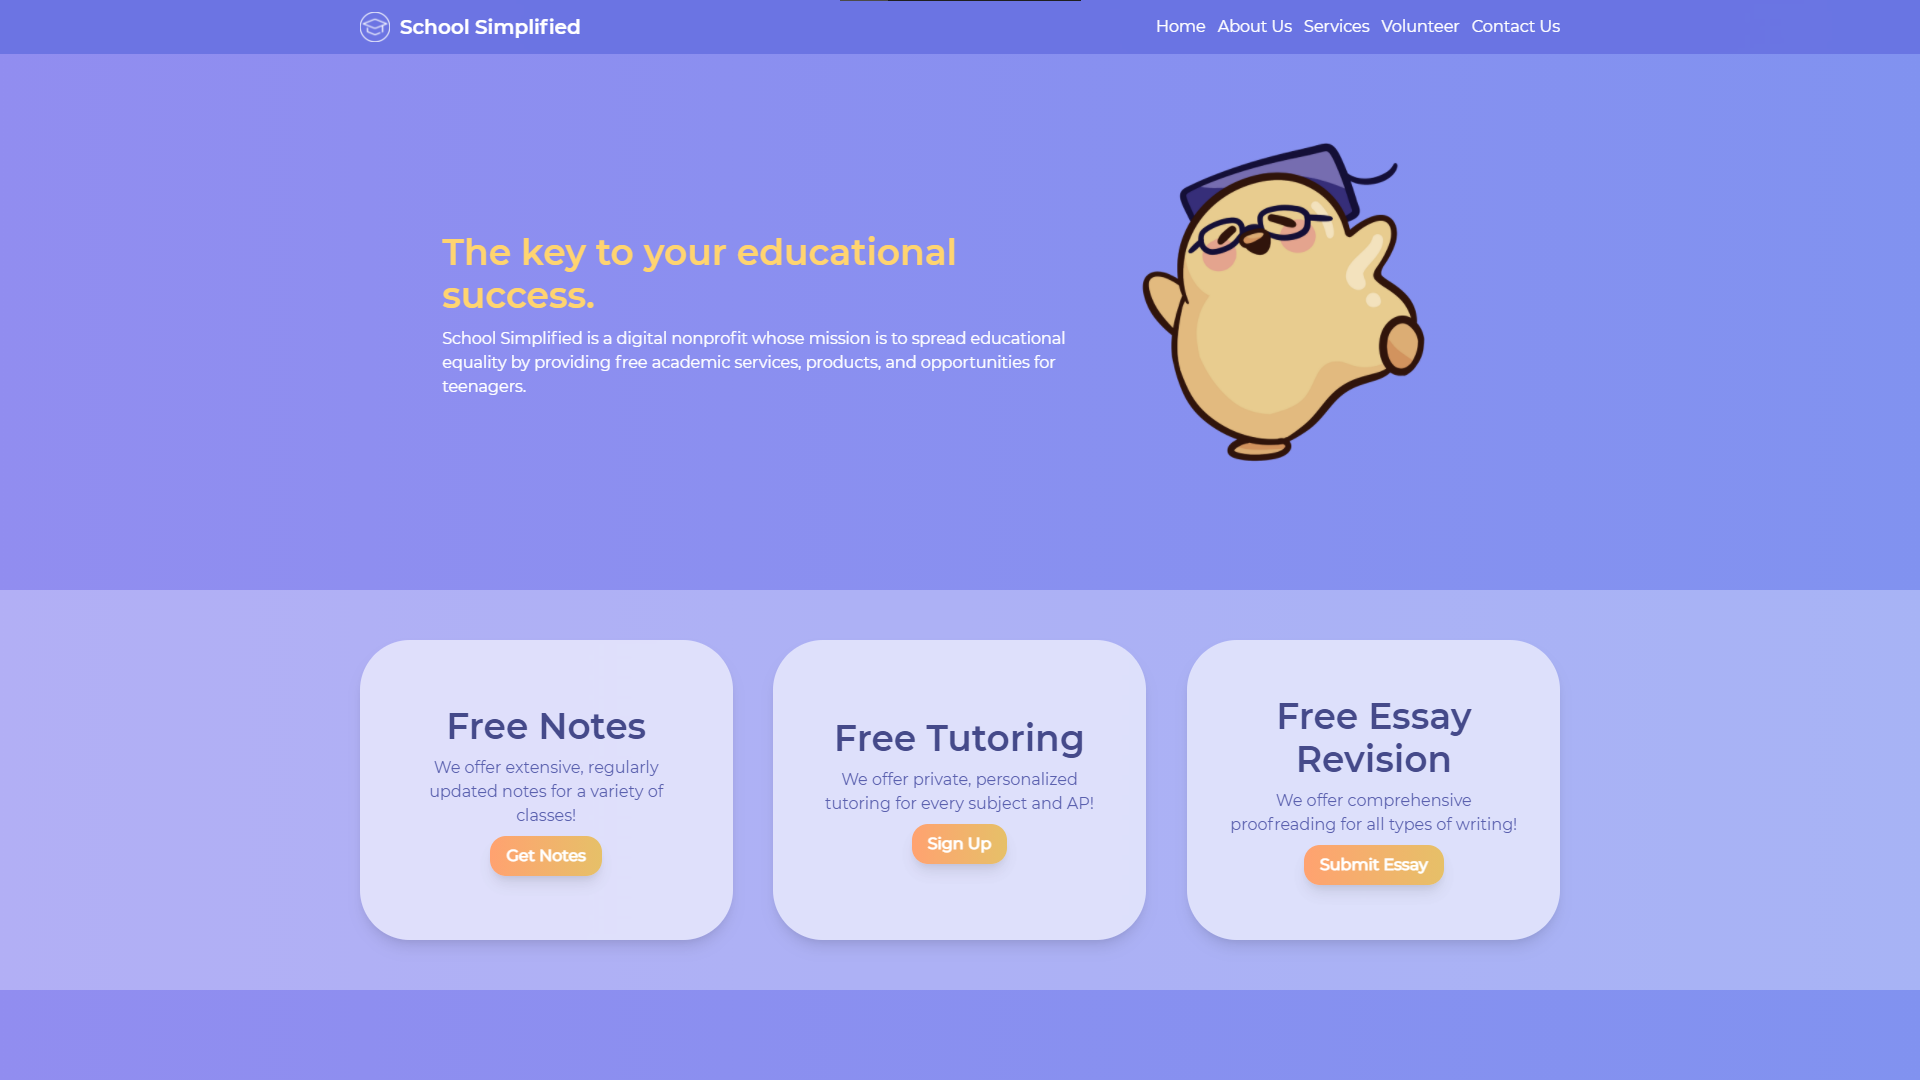 School Simplified
Home About Us Services Volunteer Contact Us
The key to your educational
success.
School Simplified is a digital nonprofit whose mission is to spread educational
equality by providing free academic services, products, and opportunities for
teenagers.
Free Notes
We offer extensive, regularly
updated notes for a variety of
classes!
Get Notes
Free Tutoring
We offer private, personalized
tutoring for every subject and AP!
Sign Up
Free Essay
Revision
We offer comprehensive
proofreading for all types of writing!
Submit Essay